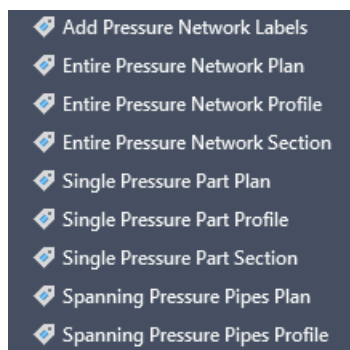 Add Pressure Network Labels
Entire Pressure Network Plan
Entire Pressure Network Profile
Entire Pressure Network Section
Single Pressure Part Plan
Single Pressure Part Profile
Single Pressure Part Section
Spanning Pressure Pipes Plan
Spanning Pressure Pipes Profile